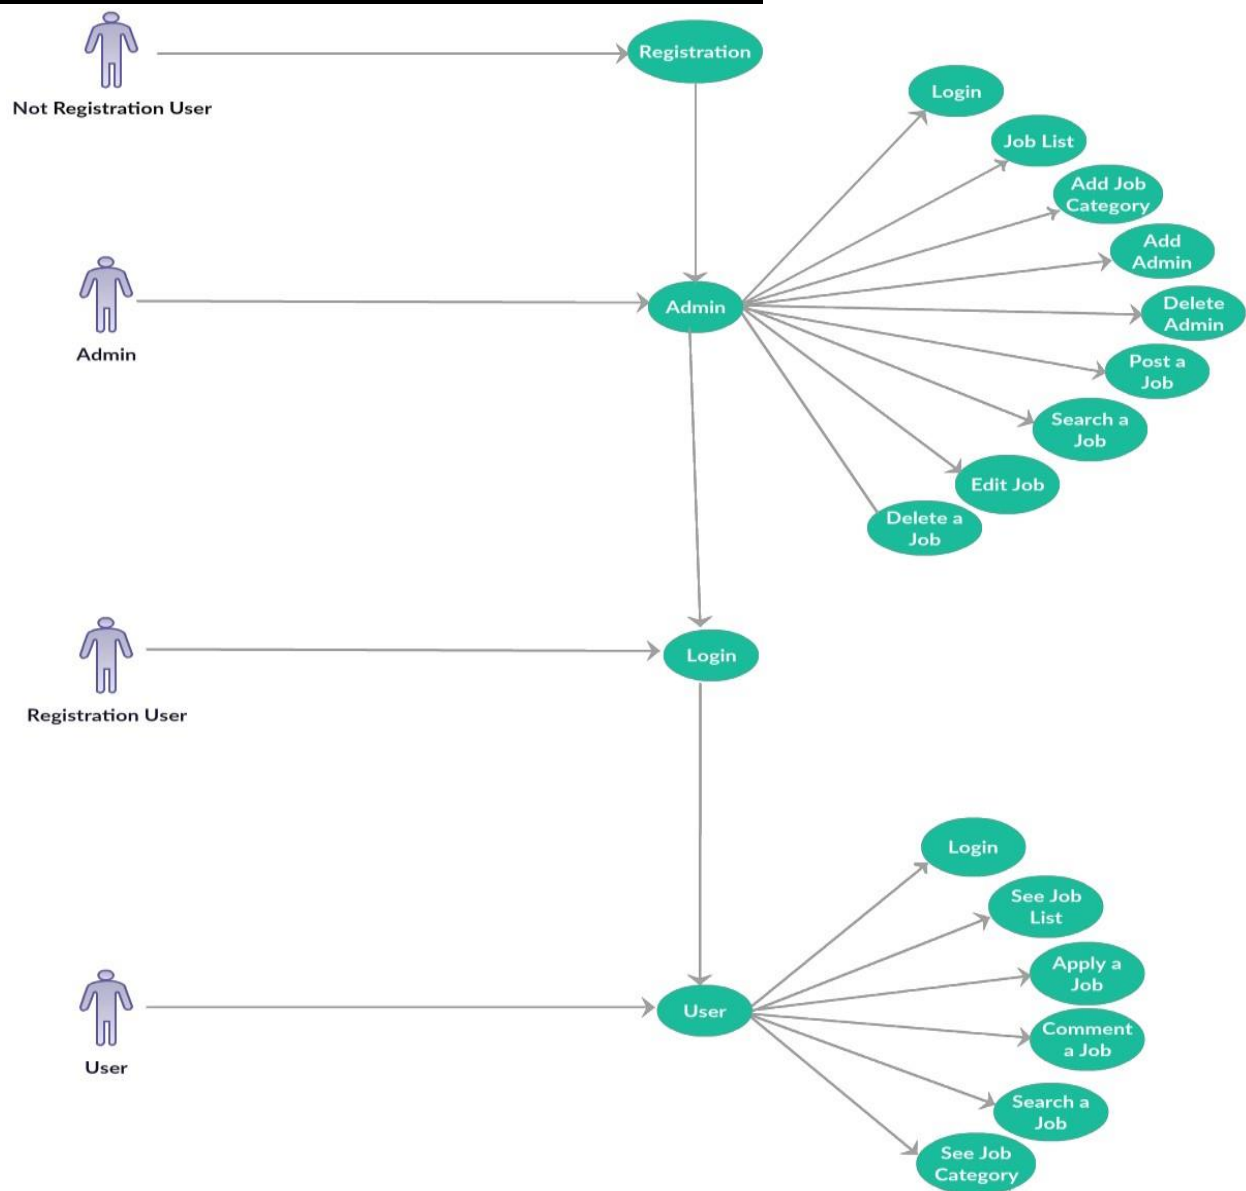 Registration
Not Registration User
Login
Job List
Add Job
Category
Add
Admin
Admin
Admin
Delete
Admin
Post a
Job
Search a
Job
Edit Job
Delete a
Job
Login
Registration User
Login
See Job
List
Apply a
Job
User
User
Comment
a Job
Search a
Job
See Job
Category